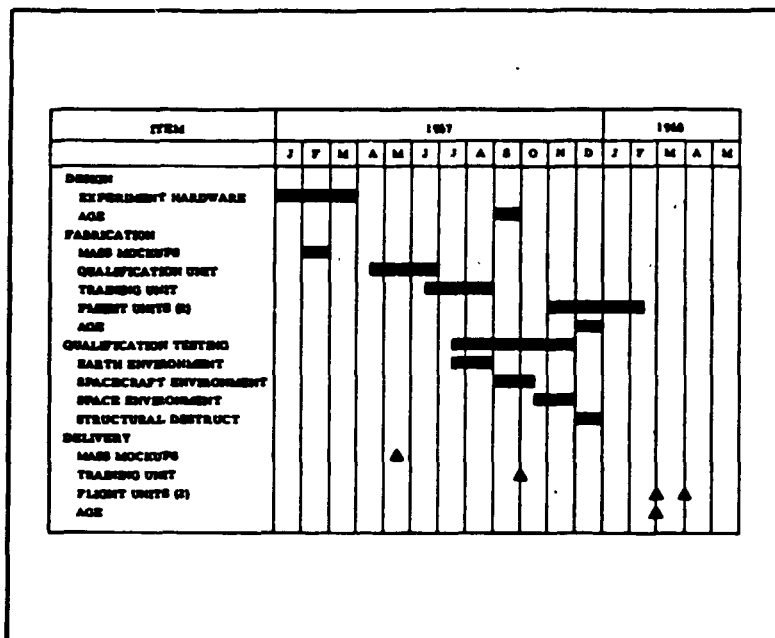 ITEM 1967 1968
J F M A M J J A S O N D J F M A M
DESIGN
EXPERIMENT HARDWARE
AGE
FABRICATION
MASS MOCKUPS
QUALIFICATION UNIT
TRAINING UNIT
FLIGHT UNITS (2)
AGE
QUALIFICATION TESTING
EARTH ENVIRONMENT
SPACECRAFT ENVIRONMENT
SPACE ENVIRONMENT
STRUCTURAL DESTRUCT
DELIVERY
MASS MOCKUPS
TRAINING UNIT
FLIGHT UNITS (2)
AGE